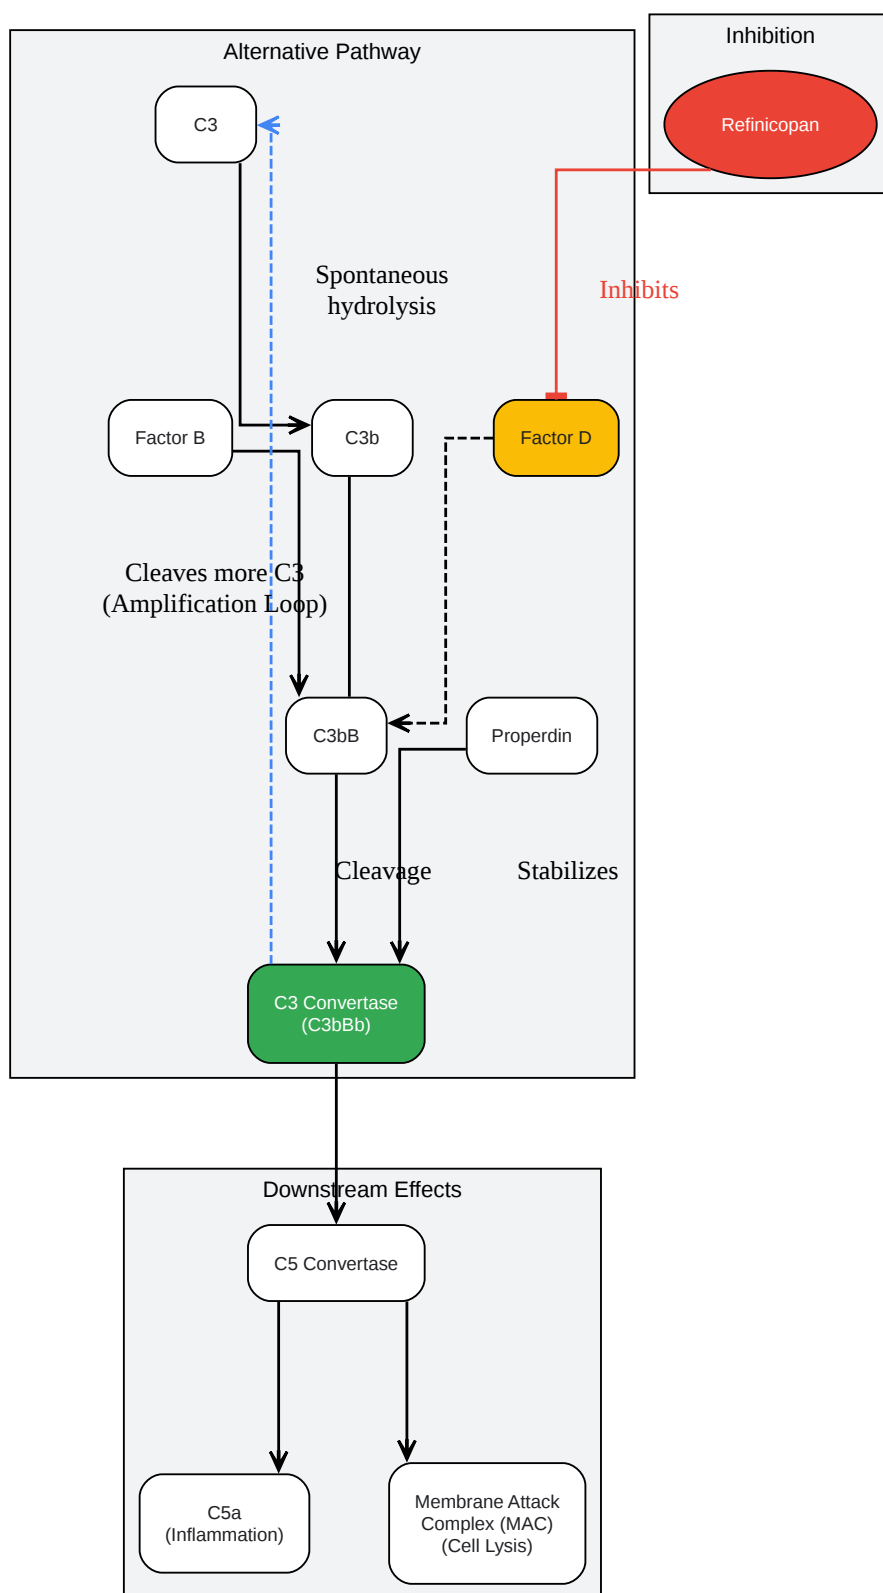 Alternative Pathway
Inhibition
C3
Refinicopan
Spontaneous
hydrolysis
Inhibits
Factor B
C3b
Factor D
Cleaves more C3
(Amplification Loop)
C3bB
Properdin
Cleavage
Stabilizes
C3 Convertase
(C3bBb)
Downstream Effects
C5 Convertase
C5a
(Inflammation)
Membrane Attack
Complex (MAC)
(Cell Lysis)